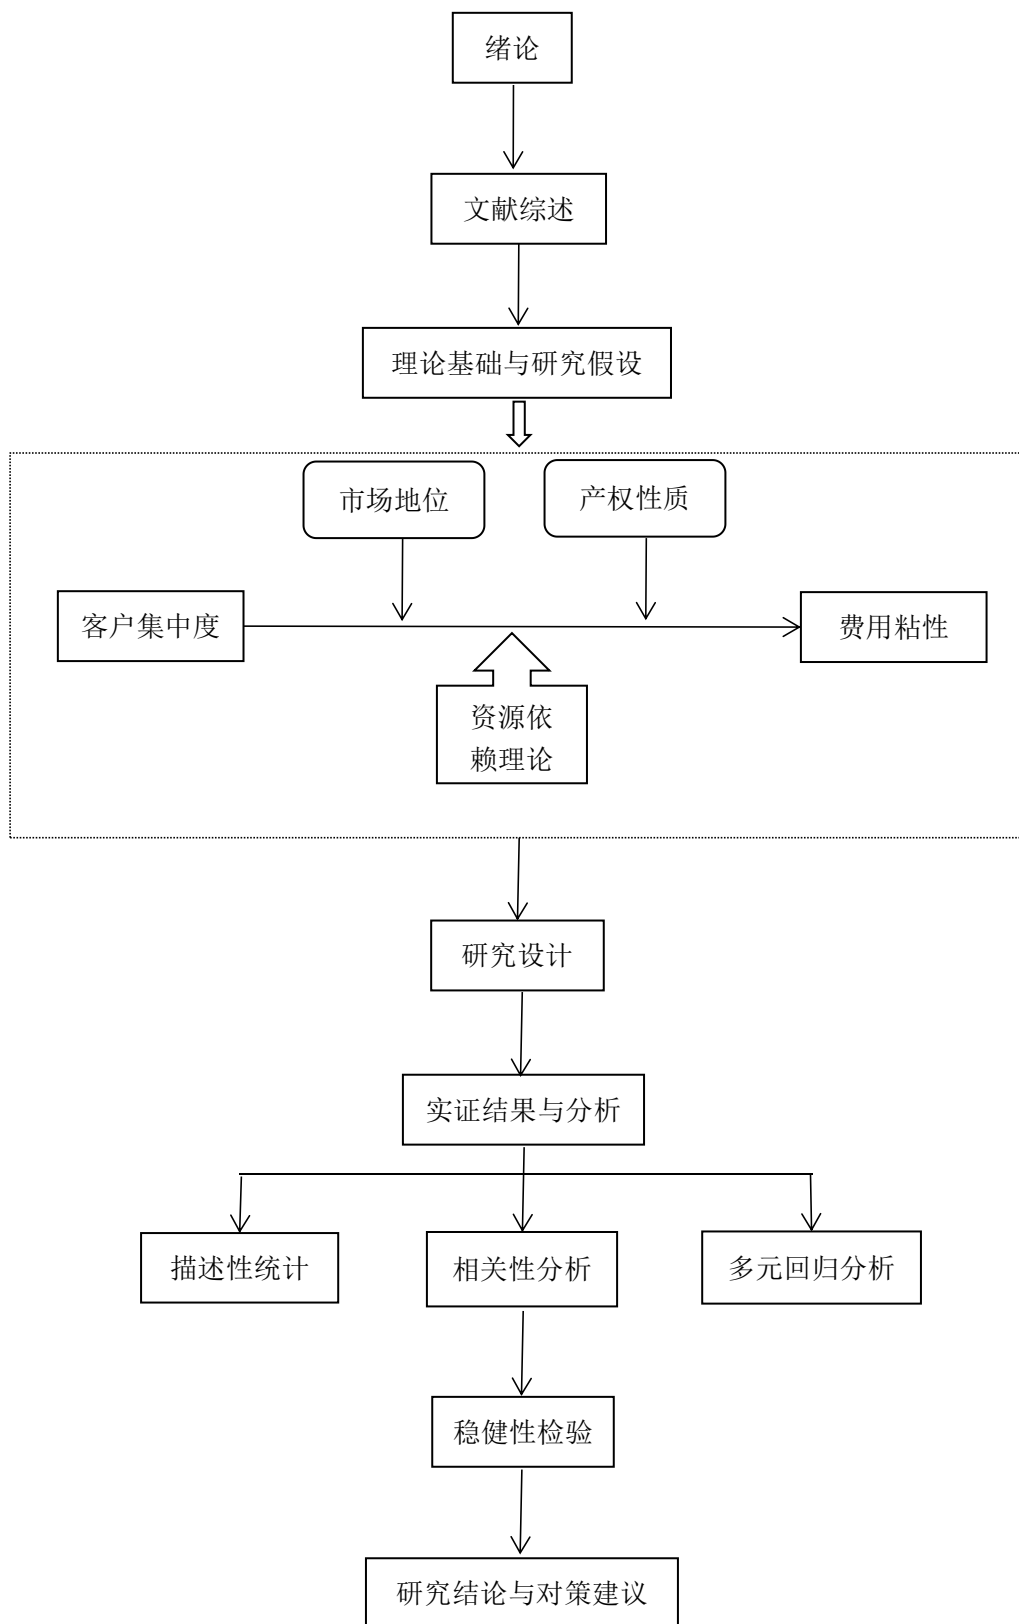 绪论
文献综述
理论基础与研究假设
市场地位
产权性质
客户集中度
费用粘性
资源依
赖理论
研究设计
实证结果与分析
描述性统计
相关性分析
多元回归分析
稳健性检验
研究结论与对策建议